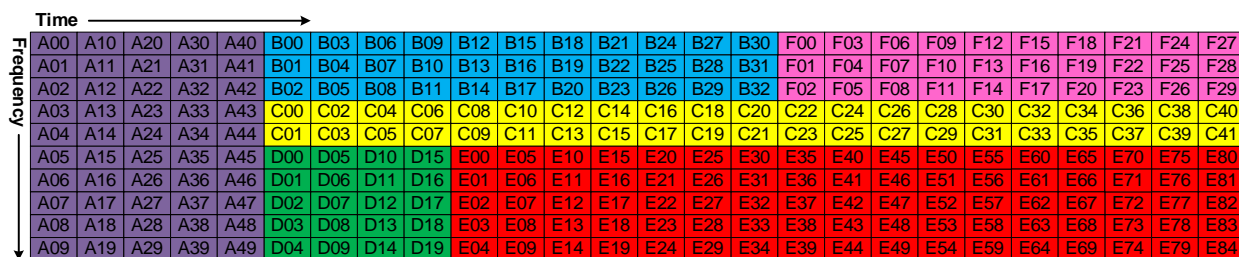 Time
Frequency
A00 A10 A20 A30 A40 B00 B03 B06 B09 B12 B15 B18 B21 B24 B27 B30 F00 F03 F06 F09 F12 F15 F18 F21 F24 F27
A01 A11 A21 A31 A41 B01 B04 B07 B10 B13 B16 B19 B22 B25 B28 B31 F01 F04 F07 F10 F13 F16 F19 F22 F25 F28
A02 A12 A22 A32 A42 B02 B05 B08 B11 B14 B17 B20 B23 B26 B29 B32 F02 F05 F08 F11 F14 F17 F20 F23 F26 F29
A03 A13 A23 A33 A43 C00 C02 C04 C06 C08 C10 C12 C14 C16 C18 C20 C22 C24 C26 C28 C30 C32 C34 C36 C38 C40
A04 A14 A24 A34 A44 C01 C03 C05 C07 C09 C11 C13 C15 C17 C19 C21 C23 C25 C27 C29 C31 C33 C35 C37 C39 C41
A05 A15 A25 A35 A45 D00 D05 D10 D15 E00 E05 E10 E15 E20 E25 E30 E35 E40 E45 E50 E55 E60 E65 E70 E75 E80
A06 A16 A26 A36 A46 D01 D06 D11 D16 E01 E06 E11 E16 E21 E26 E31 E36 E41 E46 E51 E56 E61 E66 E71 E76 E81
A07 A17 A27 A37 A47 D02 D07 D12 D17 E02 E07 E12 E17 E22 E27 E32 E37 E42 E47 E52 E57 E62 E67 E72 E77 E82
A08 A18 A28 A38 A48 D03 D08 D13 D18 E03 E08 E13 E18 E23 E28 E33 E38 E43 E48 E53 E58 E63 E68 E73 E78 E83
A09 A19 A29 A39 A49 D04 D09 D14 D19 E04 E09 E14 E19 E24 E29 E34 E39 E44 E49 E54 E59 E64 E69 E74 E79 E84